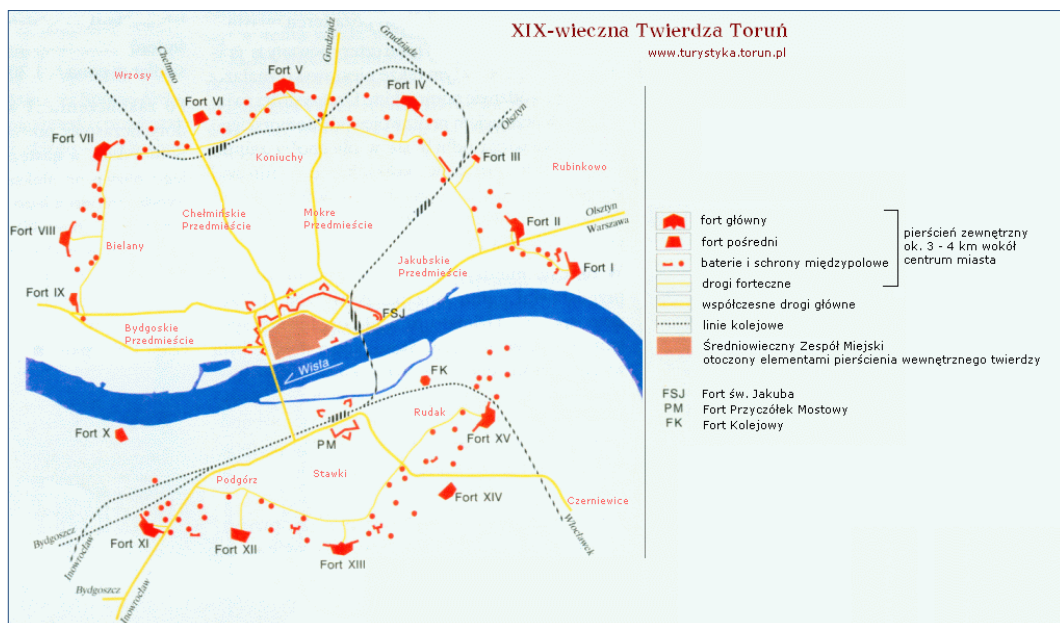 XIX-wieczna Twierdza Toruń
www.turystyka.torun.pl
Wrzosy
Chełmno
Grudziądz
Grudziądz
Fort V
Fort IV
Fort VI
Olsztyn
Fort VII
Koniuchy
Fort III
Rubinkowo
Chełmińskie
Przedmieście
Mokre
Przedmieście
Fort II
Olsztyn
Warszawa
Fort VIII
Bielany
Jakubskie
Przedmieście
Fort I
Fort IX
FSJ
Bydgoskie
Przedmieście
Wisła
FK
Rudak
Fort X
PM
Fort XV
Stawki
Podgórz
Fort XIV
Czerniewice
Bydgoszcz
Inowrocław
Fort XI
Fort XII
Fort XIII
Włocławek
Bydgoszcz
Inowrocław
fort główny
fort pośredni
baterie i schrony międzypolowe
drogi forteczne
pierścień zewnętrzny
ok. 3 - 4 km wokół
centrum miasta
współczesne drogi główne
linie kolejowe
Średniowieczny Zespół Miejski
otoczony elementami pierścienia wewnętrznego twierdzy
FSJ Fort św. Jakuba
PM Fort Przyczółek Mostowy
FK Fort Kolejowy